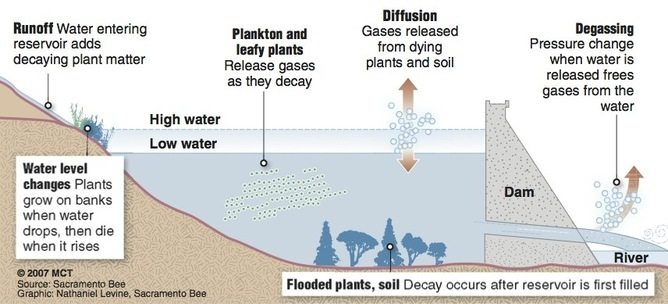 Runoff Water entering
reservoir adds
decaying plant matter
Plankton and
leafy plants
Release gases
as they decay
Diffusion
Gases released
from dying
plants and soil
Degassing
Pressure change
when water is
released frees
gases from the
water
High water
Low water
Water level
changes Plants
grow on banks
when water
drops, then die
when it rises
Dam
River
Flooded plants, soil Decay occurs after reservoir is first filled
© 2007 MCT
Source: Sacramento Bee
Graphic: Nathaniel Levine, Sacramento Bee